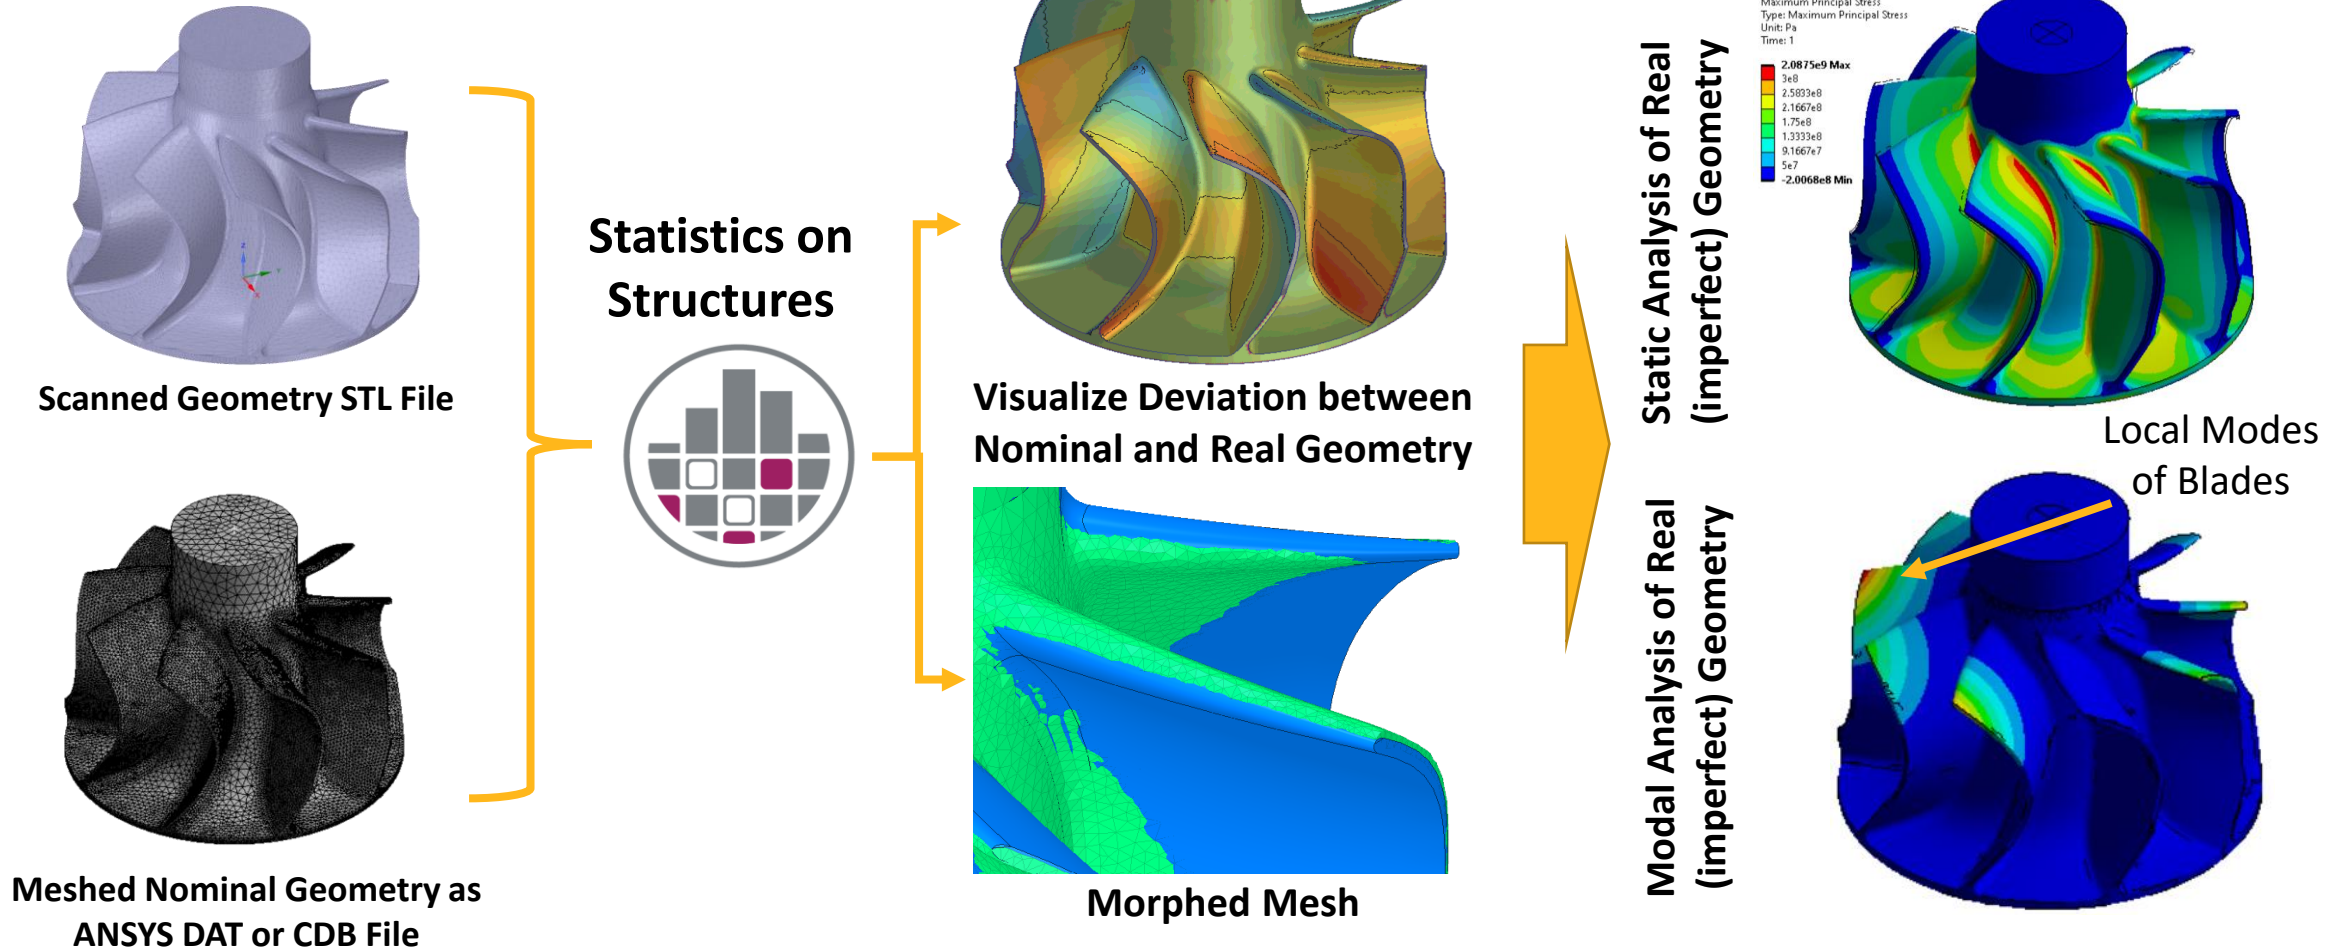 Scanned Geometry STL File
Meshed Nominal Geometry as
ANSYS DAT or CDB File
Statistics on
Structures
Visualize Deviation between
Nominal and Real Geometry
Morphed Mesh
Static Analysis of Real
(imperfect) Geometry
Modal Analysis of Real
(imperfect) Geometry
Maximum Principal Stress
Type: Maximum Principal Stress
Unit: Pa
Time: 1
2.0875e9 Max
3e8
2.5833e8
2.1667e8
1.75e8
1.3333e8
9.1667e7
5e7
-2.0068e8 Min
Local Modes
of Blades